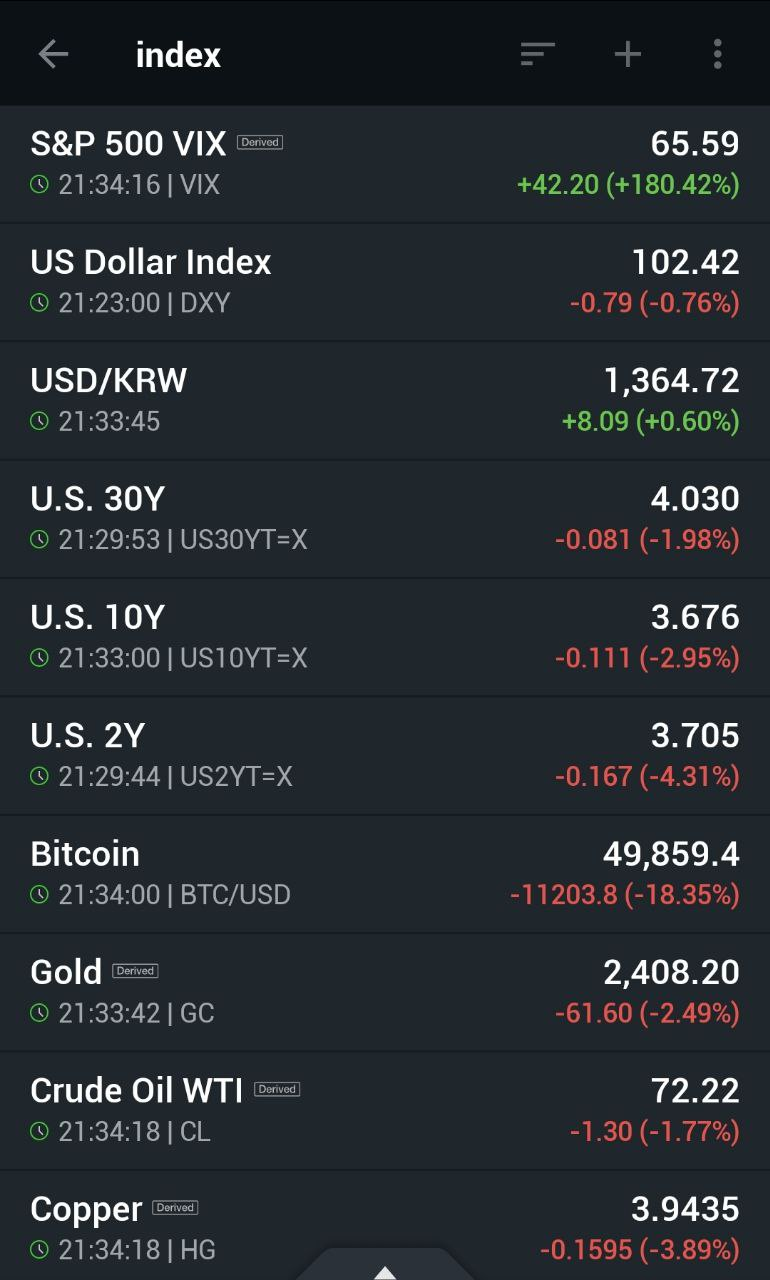 index
S&P 500 VIX Derived 65.59
21:34:16 | VIX +42.20 (+180.42%)
US Dollar Index 102.42
21:23:00 | DXY -0.79 (-0.76%)
USD/KRW 1,364.72
21:33:45 +8.09 (+0.60%)
U.S. 30Y 4.030
21:29:53 | US30YT=X -0.081 (-1.98%)
U.S. 10Y 3.676
21:33:00 | US10YT=X -0.111 (-2.95%)
U.S. 2Y 3.705
21:29:44 | US2YT=X -0.167 (-4.31%)
Bitcoin 49,859.4
21:34:00 | BTC/USD -11203.8 (-18.35%)
Gold Derived 2,408.20
21:33:42 | GC -61.60 (-2.49%)
Crude Oil WTI Derived 72.22
21:34:18 | CL -1.30 (-1.77%)
Copper Derived 3.9435
21:34:18 | HG -0.1595 (-3.89%)